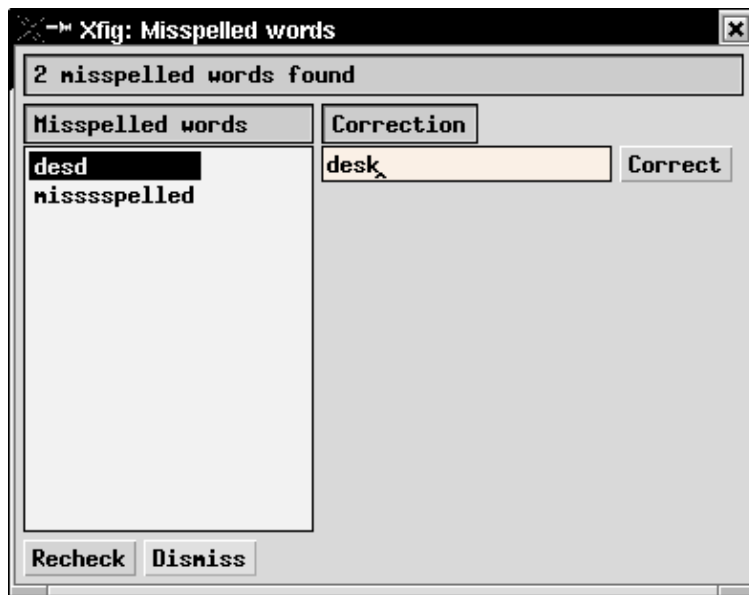 Xfig: Misspelled words
2 misspelled words found
Misspelled words
Correction
desd
desk
Correct
missspelled
Recheck
Dismiss